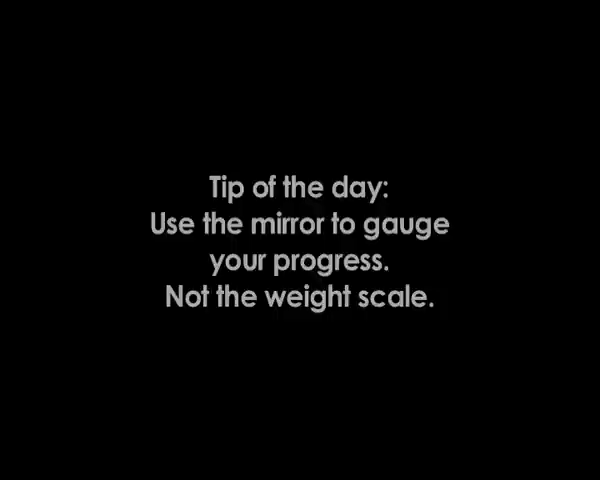 Tip of the day:
Use the mirror to gauge
your progress.
Not the weight scale.